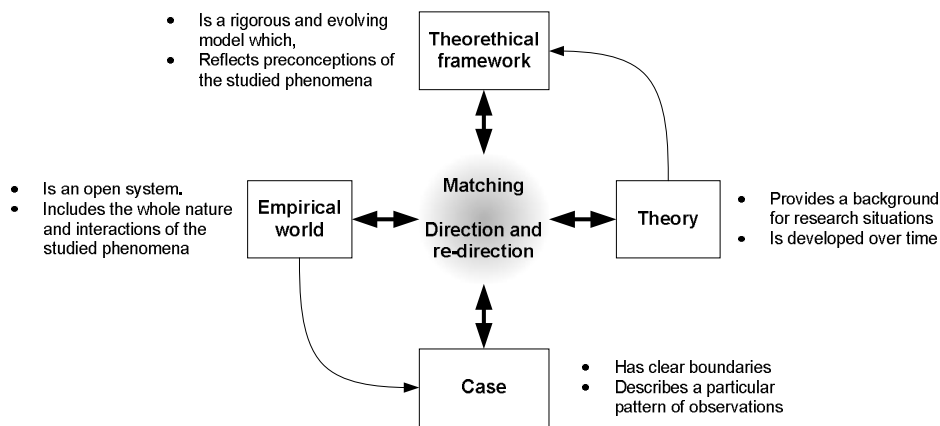 • Is a rigorous and evolving
model which,
• Reflects preconceptions of
the studied phenomena
Theorethical
framework
• Is an open system.
• Includes the whole nature
and interactions of the
studied phenomena
Empirical
world
Matching
Direction and
re-direction
Theory
• Provides a background
for research situations
• Is developed over time
Case
• Has clear boundaries
• Describes a particular
pattern of observations